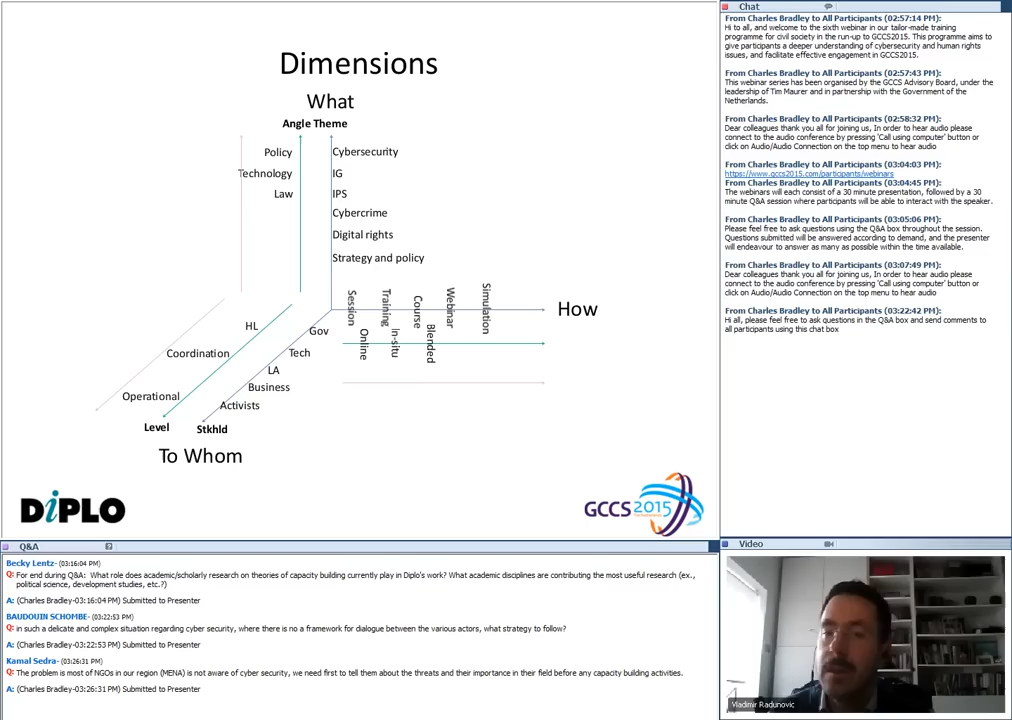 Dimensions
What
Angle Theme
Policy
Technology
Law
Cybersecurity
IG
IPS
Cybercrime
Digital rights
Strategy and policy
Session
Training
Course
Webinar
Simulation
How
Online
In-situ
Blended
HL
Coordination
Operational
Level
Gov
Tech
LA
Business
Activists
Stkhld
To Whom
DiPLO
GCCS2015
Chat
From Charles Bradley to All Participants (02:57:14 PM):
Hi to all, and welcome to the sixth webinar in our tailor-made training
programme for civil society in the run-up to GCCS2015. This programme aims to
give participants a deeper understanding of cybersecurity and human rights
issues, and facilitate effective engagement in GCCS2015.
From Charles Bradley to All Participants (02:57:43 PM):
This webinar series has been organised by the GCCS Advisory Board, under the
leadership of Tim Maurer and in partnership with the Government of the
Netherlands.
From Charles Bradley to All Participants (02:58:32 PM):
Dear colleagues thank you all for joining us, In order to hear audio please
connect to the audio conference by pressing 'Call using computer' button or
click on Audio/Audio Connection on the top menu to hear audio
From Charles Bradley to All Participants (03:04:03 PM):
https://www.gccs2015.com/participants/webinars
From Charles Bradley to All Participants (03:04:45 PM):
The webinars will each consist of a 30 minute presentation, followed by a 30
minute Q&A session where participants will be able to interact with the speaker.
From Charles Bradley to All Participants (03:05:06 PM):
Please feel free to ask questions using the Q&A box throughout the session.
Questions submitted will be answered according to demand, and the presenter
will endeavour to answer as many as possible within the time available.
From Charles Bradley to All Participants (03:07:49 PM):
Dear colleagues thank you all for joining us, In order to hear audio please
connect to the audio conference by pressing 'Call using computer' button or
click on Audio/Audio Connection on the top menu to hear audio
From Charles Bradley to All Participants (03:22:42 PM):
Hi all, please feel free to ask questions in the Q&A box and send comments to
all participants using this chat box
Q&A
Becky Lentz- (03:16:04 PM)
Q: For end during Q&A: What role does academic/scholarly research on theories of capacity building currently play in Diplo's work? What academic disciplines are contributing the most useful research (ex.,
political science, development studies, etc.?)
A: (Charles Bradley-03:16:04 PM) Submitted to Presenter
BAUDOUIN SCHOMBE- (03:22:53 PM)
Q: in such a delicate and complex situation regarding cyber security, where there is no a framework for dialogue between the various actors, what strategy to follow?
A: (Charles Bradley-03:22:53 PM) Submitted to Presenter
Kamal Sedra- (03:26:31 PM)
Q: The problem is most of NGOs in our region (MENA) is not aware of cyber security, we need first to tell them about the threats and their importance in their field before any capacity building activities.
A: (Charles Bradley-03:26:31 PM) Submitted to Presenter
Video
Vladimir Radunovic